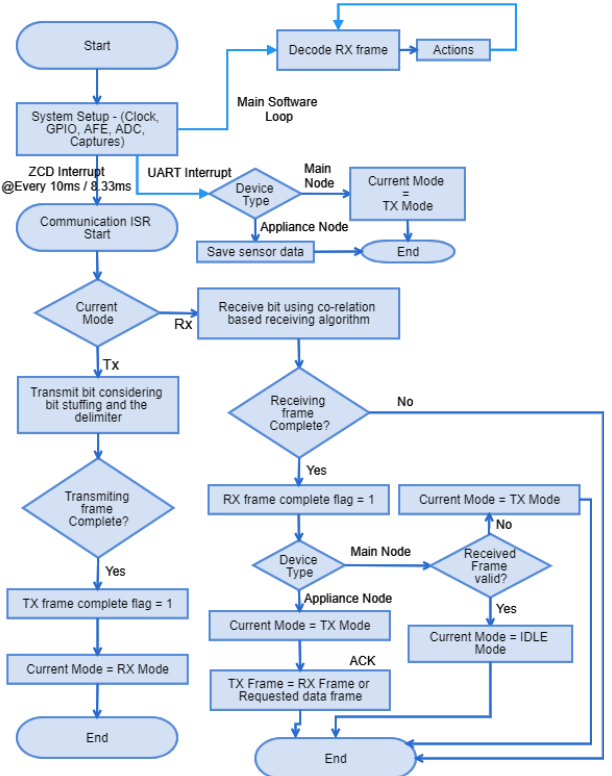 Start
Decode RX frame
Actions
Main Software
Loop
System Setup - (Clock,
GPIO, AFE, ADC,
Captures)
ZCD Interrupt
@Every 10ms / 8.33ms
UART Interrupt
Device
Type
Main
Node
Current Mode
=
TX Mode
Appliance Node
Save sensor data
End
Communication ISR
Start
Current
Mode
Rx
Receive bit using co-relation
based receiving algorithm
Tx
Transmit bit considering
bit stuffing and the
delimiter
Receiving
frame
Complete?
No
Yes
Transmiting
frame
Complete?
Yes
RX frame complete flag = 1
Current Mode = TX Mode
No
Device
Type
Main Node
Received
Frame
valid?
Yes
Appliance Node
TX frame complete flag = 1
Current Mode = TX Mode
Current Mode = IDLE
Mode
ACK
Current Mode = RX Mode
TX Frame = RX Frame or
Requested data frame
End
End